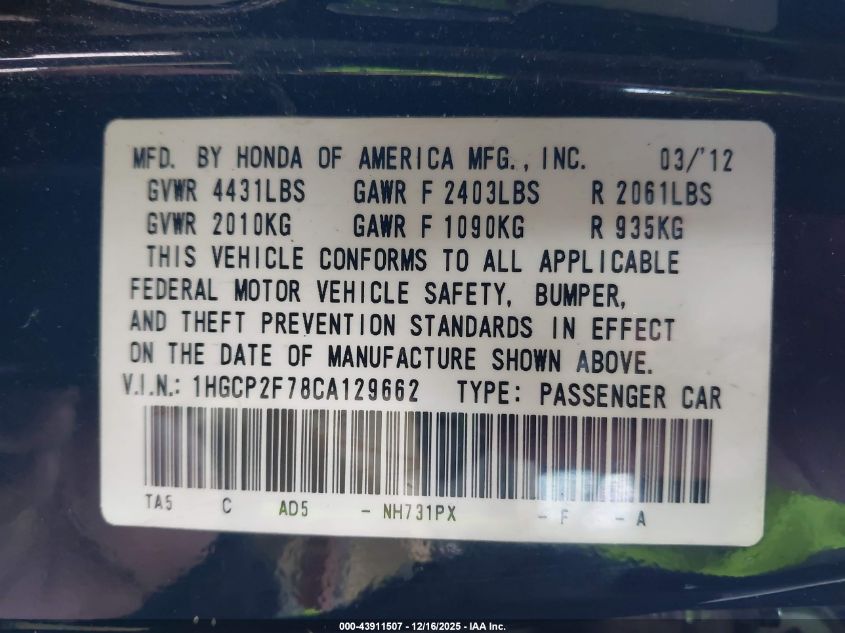 MFD. BY HONDA OF AMERICA MFG., INC. 03/'12
GVWR 4431LBS GAWR F 2403LBS R 2061LBS
GVWR 2010KG GAWR F 1090KG R 935KG
THIS VEHICLE CONFORMS TO ALL APPLICABLE
FEDERAL MOTOR VEHICLE SAFETY, BUMPER,
AND THEFT PREVENTION STANDARDS IN EFFECT
ON THE DATE OF MANUFACTURE SHOWN ABOVE.
V.I.N.: 1HGCP2F78CA129662 TYPE: PASSENGER CAR
TA5 C AD5 - NH731PX - F - A
000-43911507 - 12/16/2025 - IAA Inc.